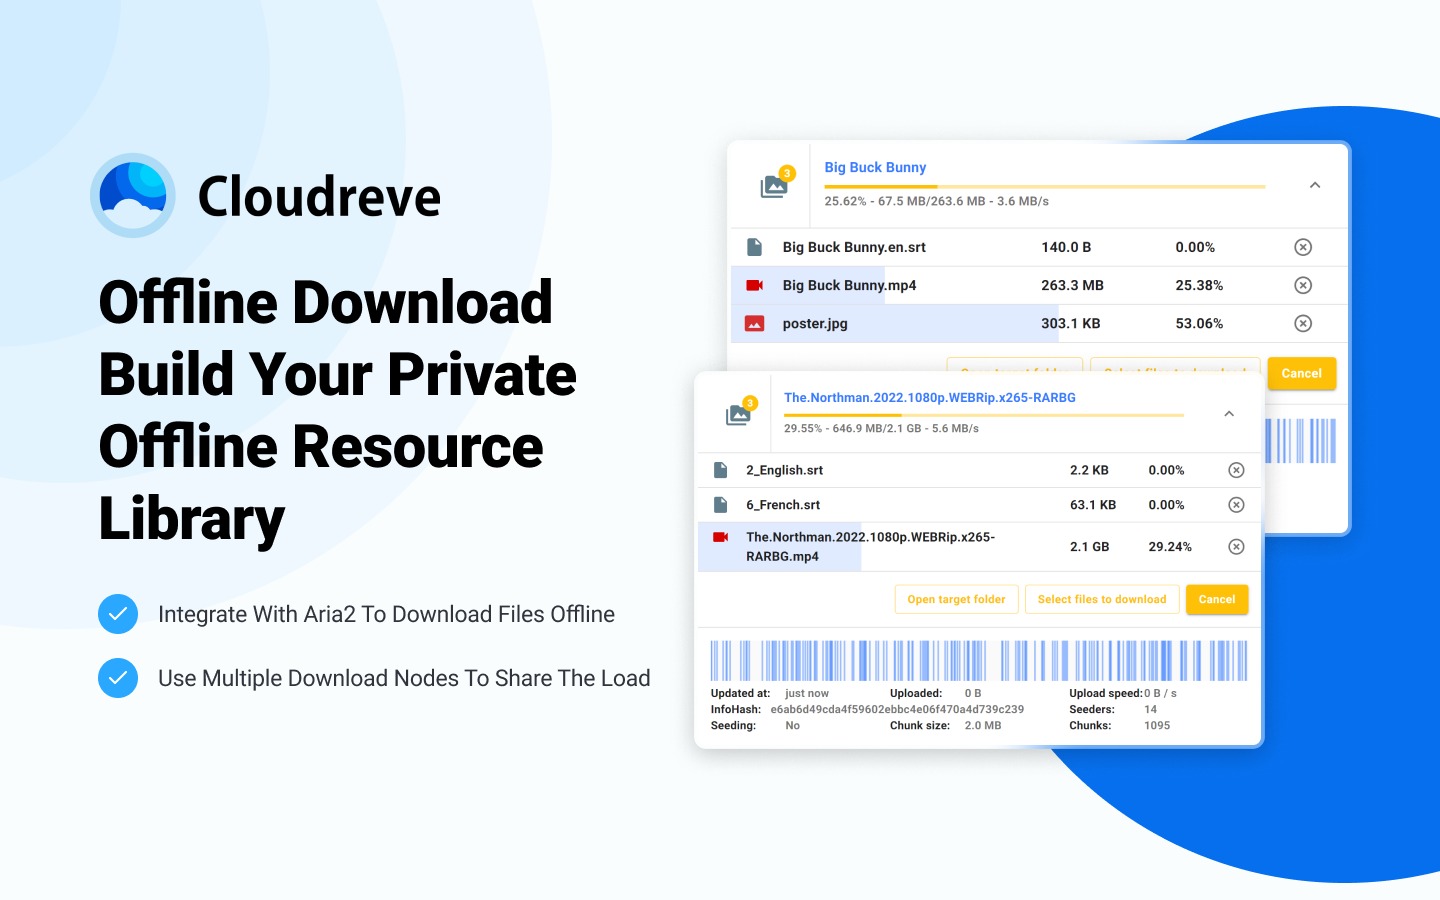 Cloudreve
Offline Download
Build Your Private
Offline Resource
Library
Integrate With Aria2 To Download Files Offline
Use Multiple Download Nodes To Share The Load
3
Big Buck Bunny
25.62% - 67.5 MB/263.6 MB - 3.6 MB/s
Big Buck Bunny.en.srt 140.0 B 0.00%
Big Buck Bunny.mp4 263.3 MB 25.38%
poster.jpg 303.1 KB 53.06%
Open target folder Select files to download Cancel
3
The.Northman.2022.1080p.WEBRip.x265-RARBG
29.55% - 646.9 MB/2.1 GB - 5.6 MB/s
2_English.srt 2.2 KB 0.00%
6_French.srt 63.1 KB 0.00%
The.Northman.2022.1080p.WEBRip.x265-
RARBG.mp4 2.1 GB 29.24%
Open target folder Select files to download Cancel
Updated at: just now Uploaded: 0 B Upload speed: 0 B / s
InfoHash: e6ab6d49cda4f59602ebbc4e06f470a4d739c239 Seeders: 14
Seeding: No Chunk size: 2.0 MB Chunks: 1095